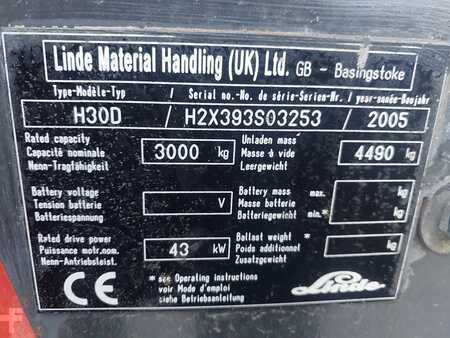 Linde Material Handling (UK) Ltd. GB - Basingstoke
Type-Modèle-Typ / Serial no.-No. de série-Serien-Nr. / year-année-Baujahr
H30D / H2X393S03253 / 2005
Rated capacity
Capacité nominale
Nenn-Tragfähigkeit
3000 kg
Unladen mass
Masse à vide
Leergewicht
4490 kg
Battery voltage
Tension batterie
Batteriespannung
V
Battery mass
Masse batterie
Batteriegewicht
max. kg
min.* kg
Rated drive power
Puissance motr.nom.
Nenn-Antriebsleist.
43 kW
Ballast weight *
Poids additionnel
Zusatzgewicht
kg
CE
* see Operating instructions
voir Mode d'emploi
siehe Betriebsanleitung
Linde
F